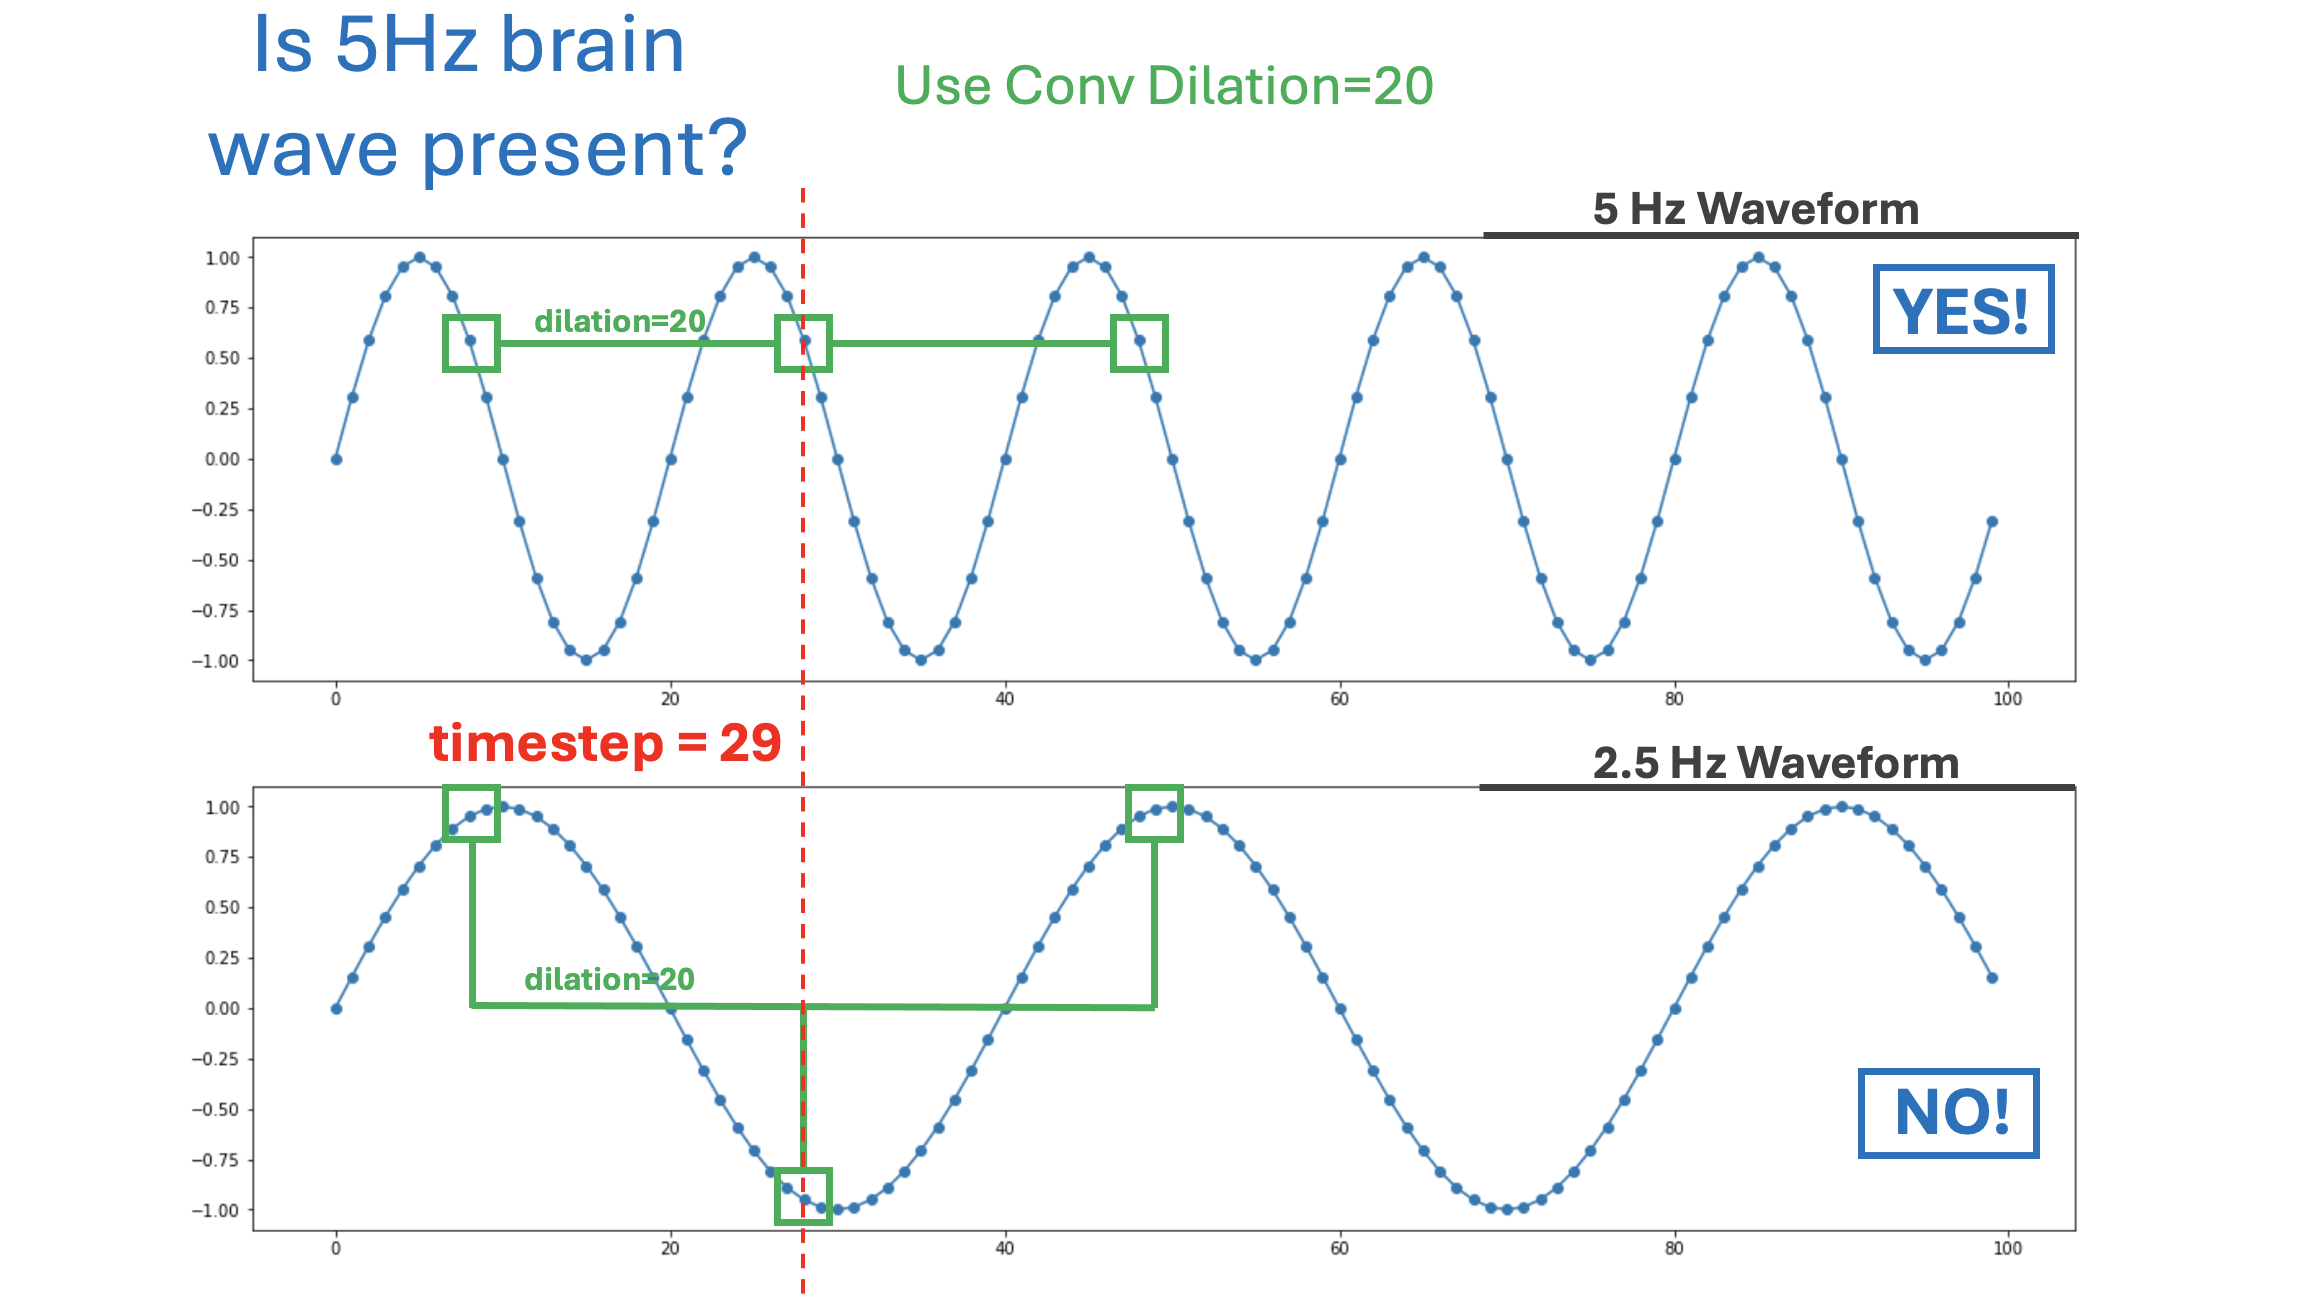 Is 5Hz brain
wave present?
Use Conv Dilation=20
5 Hz Waveform
1.00
0.75
0.50
0.25
0.00
−0.25
−0.50
−0.75
−1.00
dilation=20
YES!
0 20 40 60 80 100
timestep = 29
2.5 Hz Waveform
1.00
0.75
0.50
0.25
0.00
−0.25
−0.50
−0.75
−1.00
dilation=20
NO!
0 20 40 60 80 100